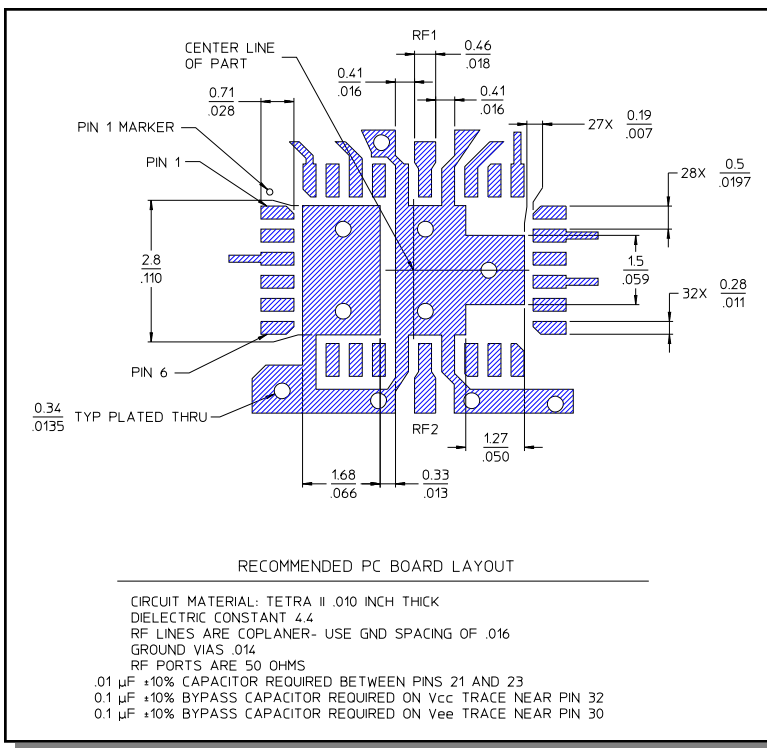 RF1
CENTER LINE
OF PART
0.46
.018
0.41
.016
0.41
.016
0.71
.028
27X 0.19
.007
PIN 1 MARKER
PIN 1
28X 0.5
.0197
2.8
.110
1.5
.059
32X 0.28
.011
PIN 6
0.34
.0135
TYP PLATED THRU
RF2
1.27
.050
1.68
.066
0.33
.013
RECOMMENDED PC BOARD LAYOUT
CIRCUIT MATERIAL: TETRA II .010 INCH THICK
DIELECTRIC CONSTANT 4.4
RF LINES ARE COPLANER- USE GND SPACING OF .016
GROUND VIAS .014
RF PORTS ARE 50 OHMS
.01 µF ±10% CAPACITOR REQUIRED BETWEEN PINS 21 AND 23
0.1 µF ±10% BYPASS CAPACITOR REQUIRED ON Vcc TRACE NEAR PIN 32
0.1 µF ±10% BYPASS CAPACITOR REQUIRED ON Vee TRACE NEAR PIN 30